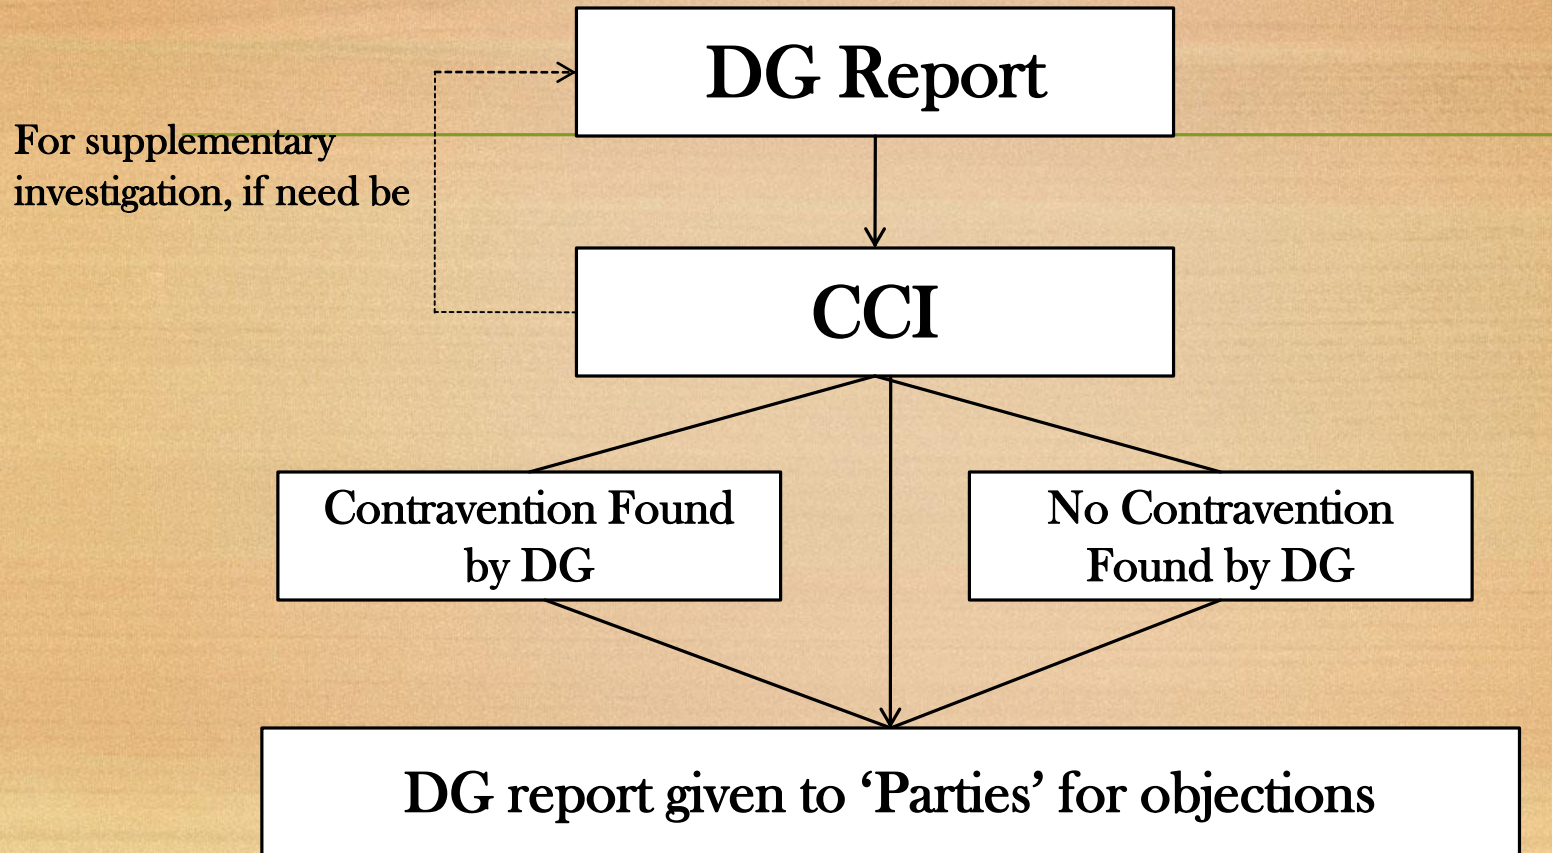 DG Report
For supplementary
investigation, if need be
CCI
Contravention Found
by DG
No Contravention
Found by DG
DG report given to ‘Parties’ for objections